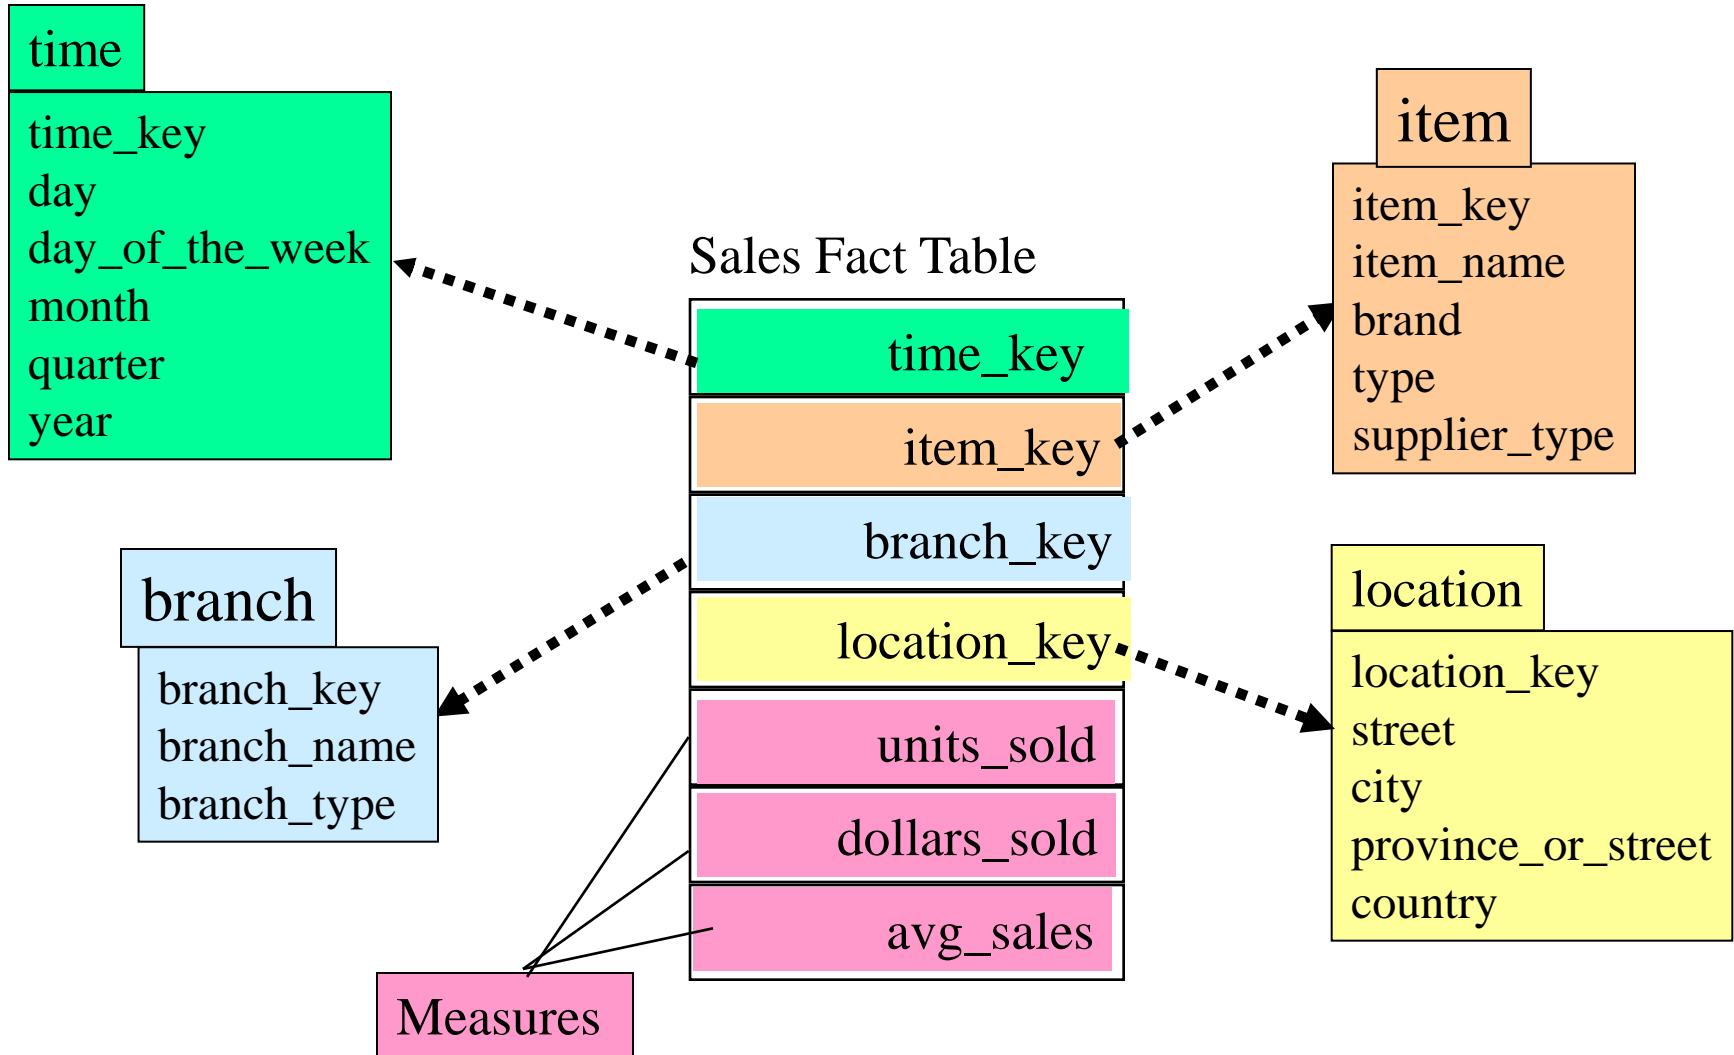 time
time_key
day
day_of_the_week
month
quarter
year
branch
branch_key
branch_name
branch_type
Sales Fact Table
time_key
item_key
branch_key
location_key
units_sold
dollars_sold
avg_sales
Measures
item
item_key
item_name
brand
type
supplier_type
location
location_key
street
city
province_or_street
country